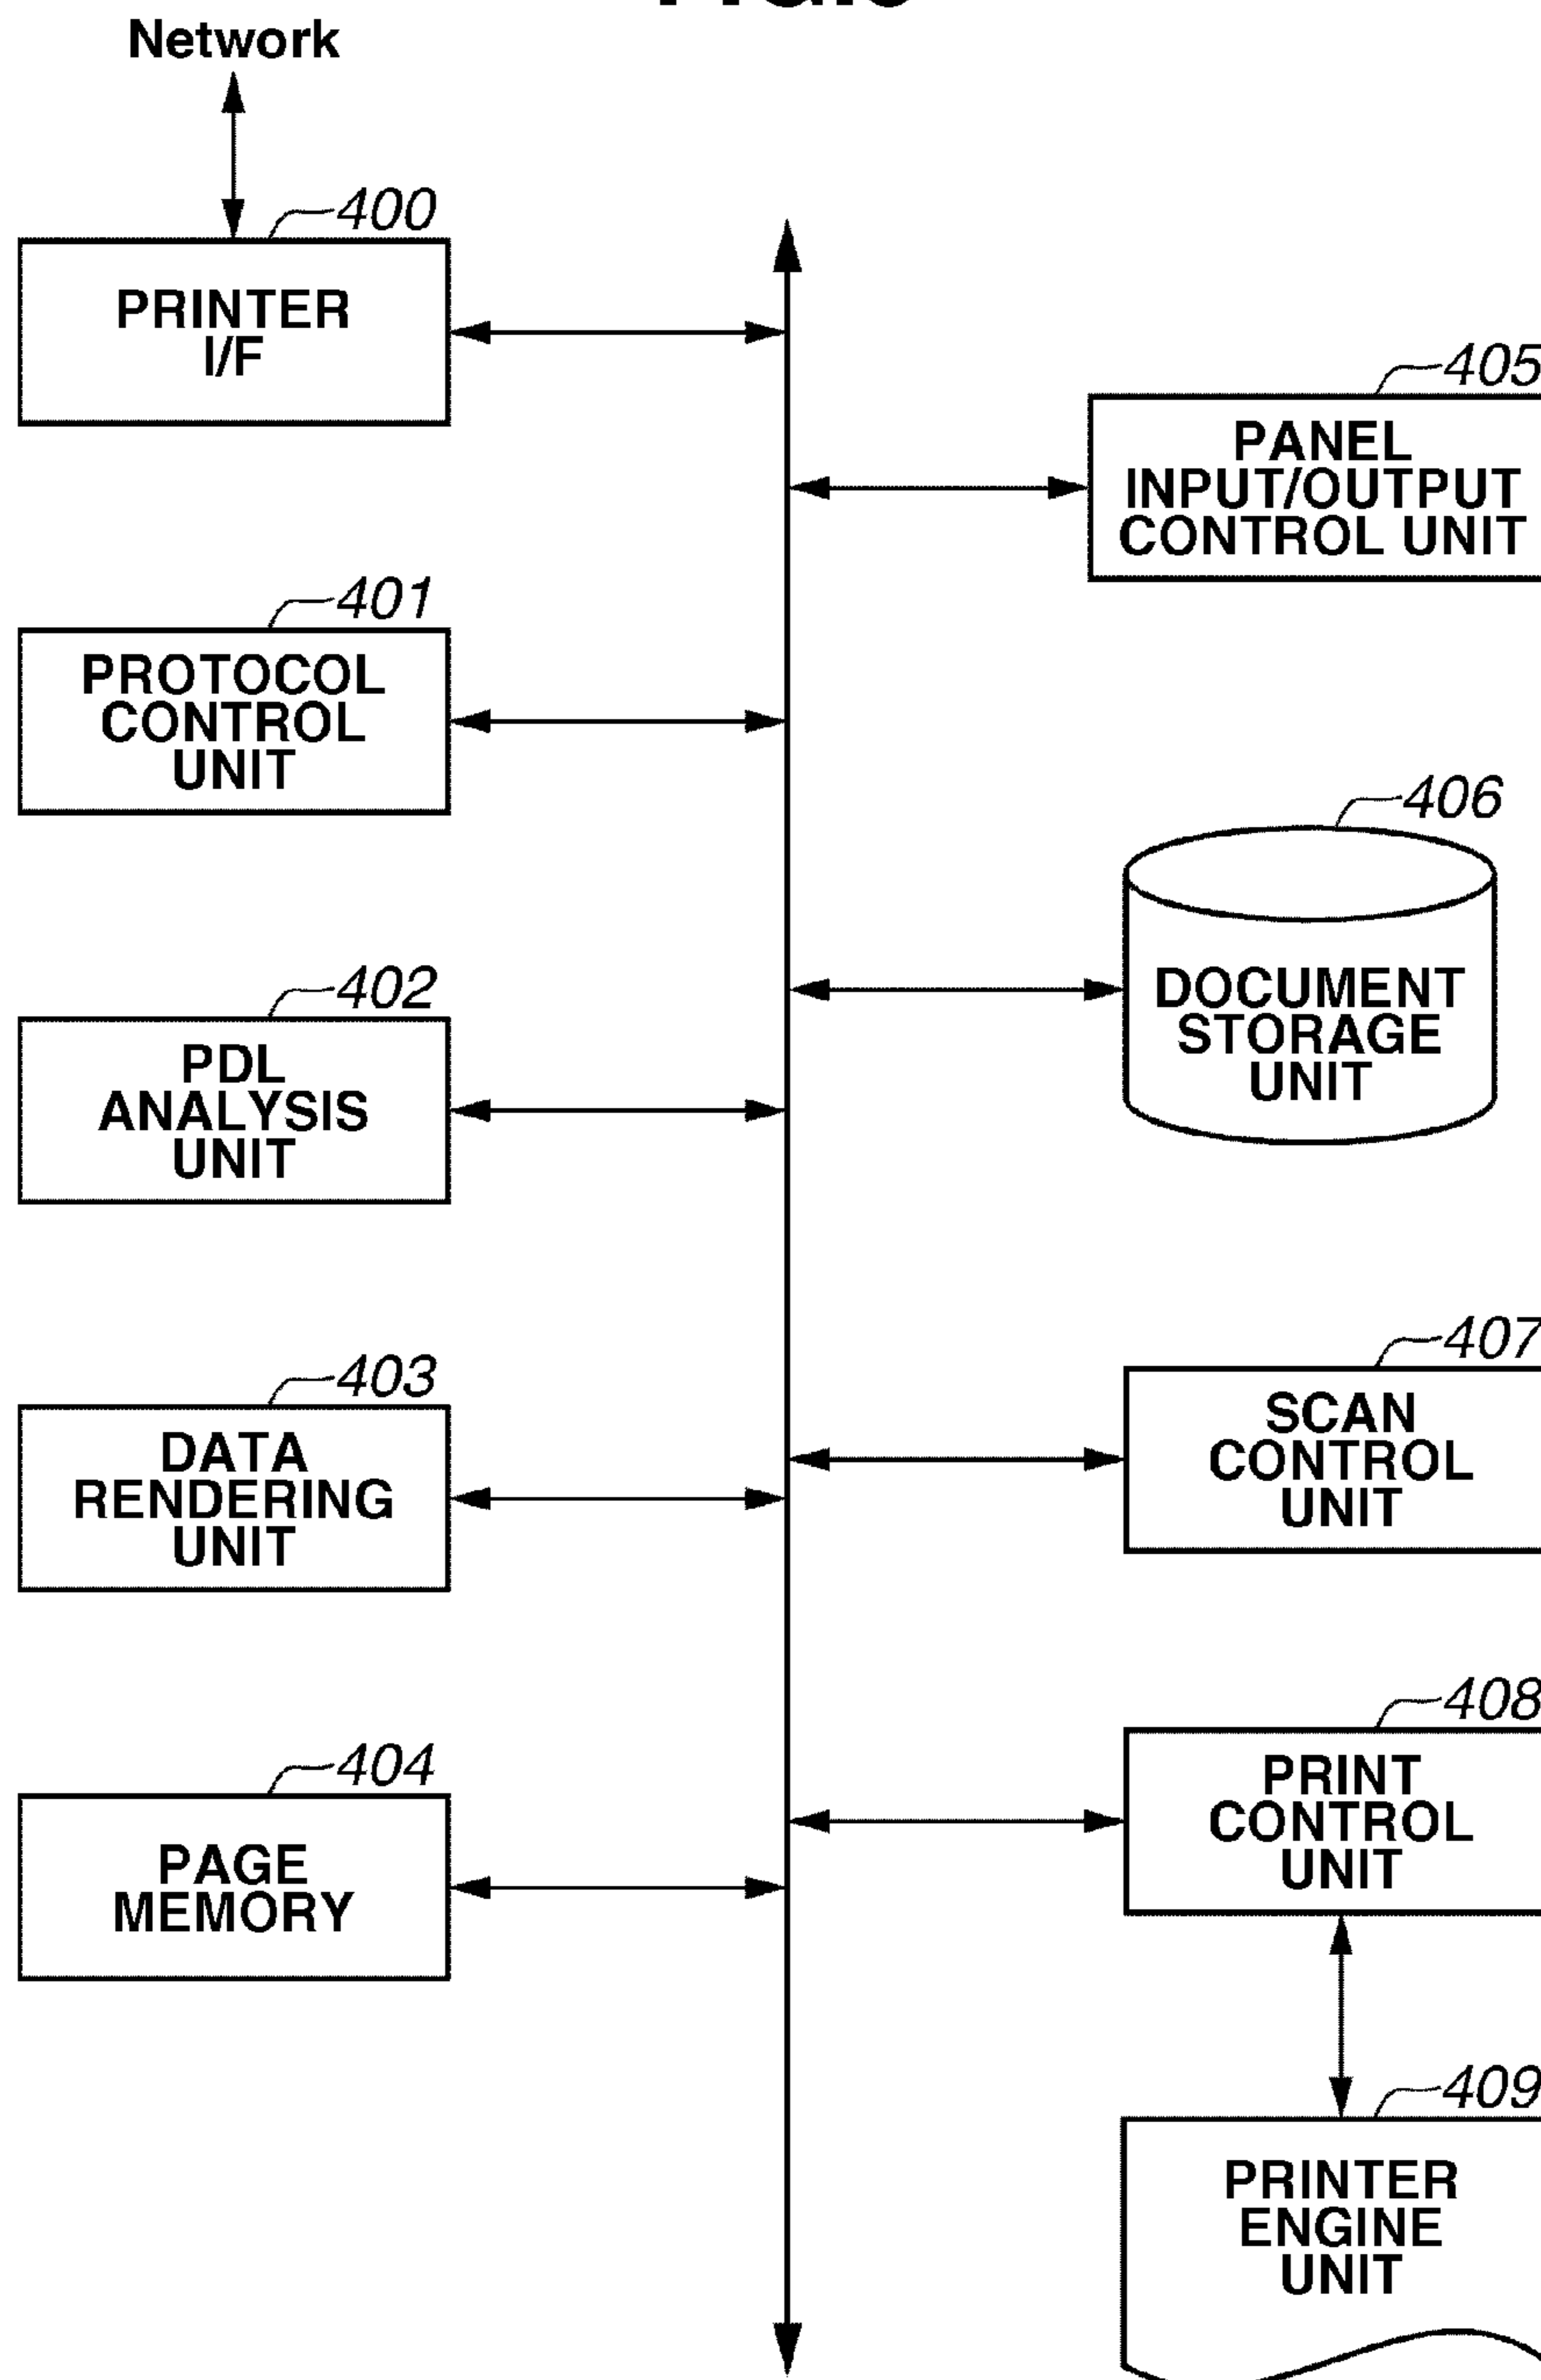 Network
400
PRINTER
I/F
405
PANEL
INPUT/OUTPUT
CONTROL UNIT
401
PROTOCOL
CONTROL
UNIT
406
DOCUMENT
STORAGE
UNIT
402
PDL
ANALYSIS
UNIT
407
SCAN
CONTROL
UNIT
403
DATA
RENDERING
UNIT
408
PRINT
CONTROL
UNIT
404
PAGE
MEMORY
409
PRINTER
ENGINE
UNIT